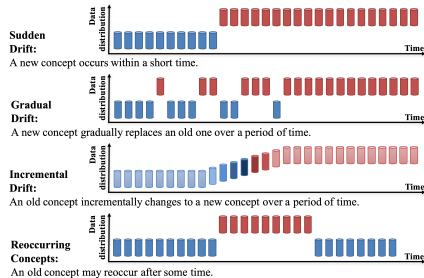 Data
distribution
Sudden
Drift:
Time
A new concept occurs within a short time.
Data
distribution
Gradual
Drift:
Time
A new concept gradually replaces an old one over a period of time.
Data
distribution
Incremental
Drift:
Time
An old concept incrementally changes to a new concept over a period of time.
Data
distribution
Reoccurring
Concepts:
Time
An old concept may reoccur after some time.